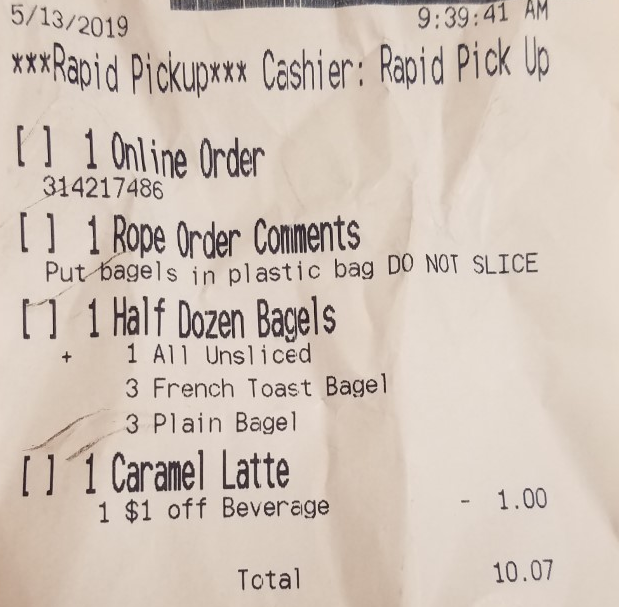 5/13/2019 9:39:41 AM
***Rapid Pickup*** Cashier: Rapid Pick Up
[ ] 1 Online Order
314217486
[ ] 1 Rope Order Comments
Put bagels in plastic bag DO NOT SLICE
[ ] 1 Half Dozen Bagels
+ 1 All Unsliced
3 French Toast Bagel
3 Plain Bagel
[ ] 1 Caramel Latte
1 $1 off Beverage - 1.00
Total 10.07